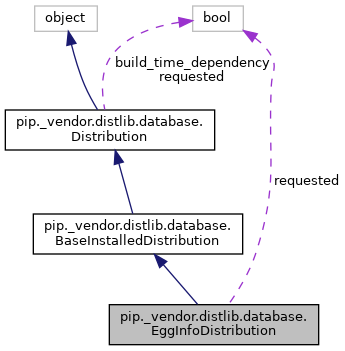 object
bool
build_time_dependency
requested
pip._vendor.distlib.database.
Distribution
requested
pip._vendor.distlib.database.
BaseInstalledDistribution
pip._vendor.distlib.database.
EggInfoDistribution